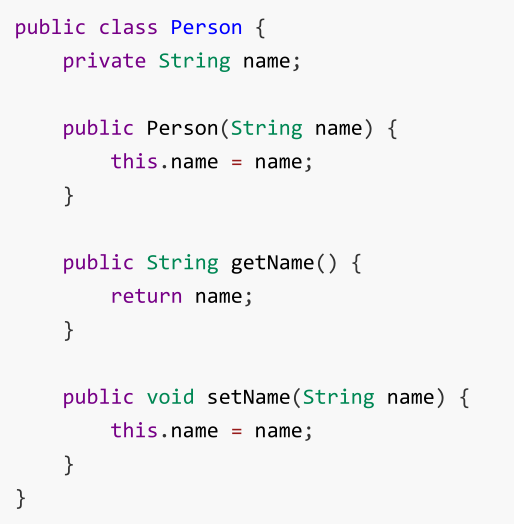 public class Person {
    private String name;

    public Person(String name) {
        this.name = name;
    }

    public String getName() {
        return name;
    }

    public void setName(String name) {
        this.name = name;
    }
}